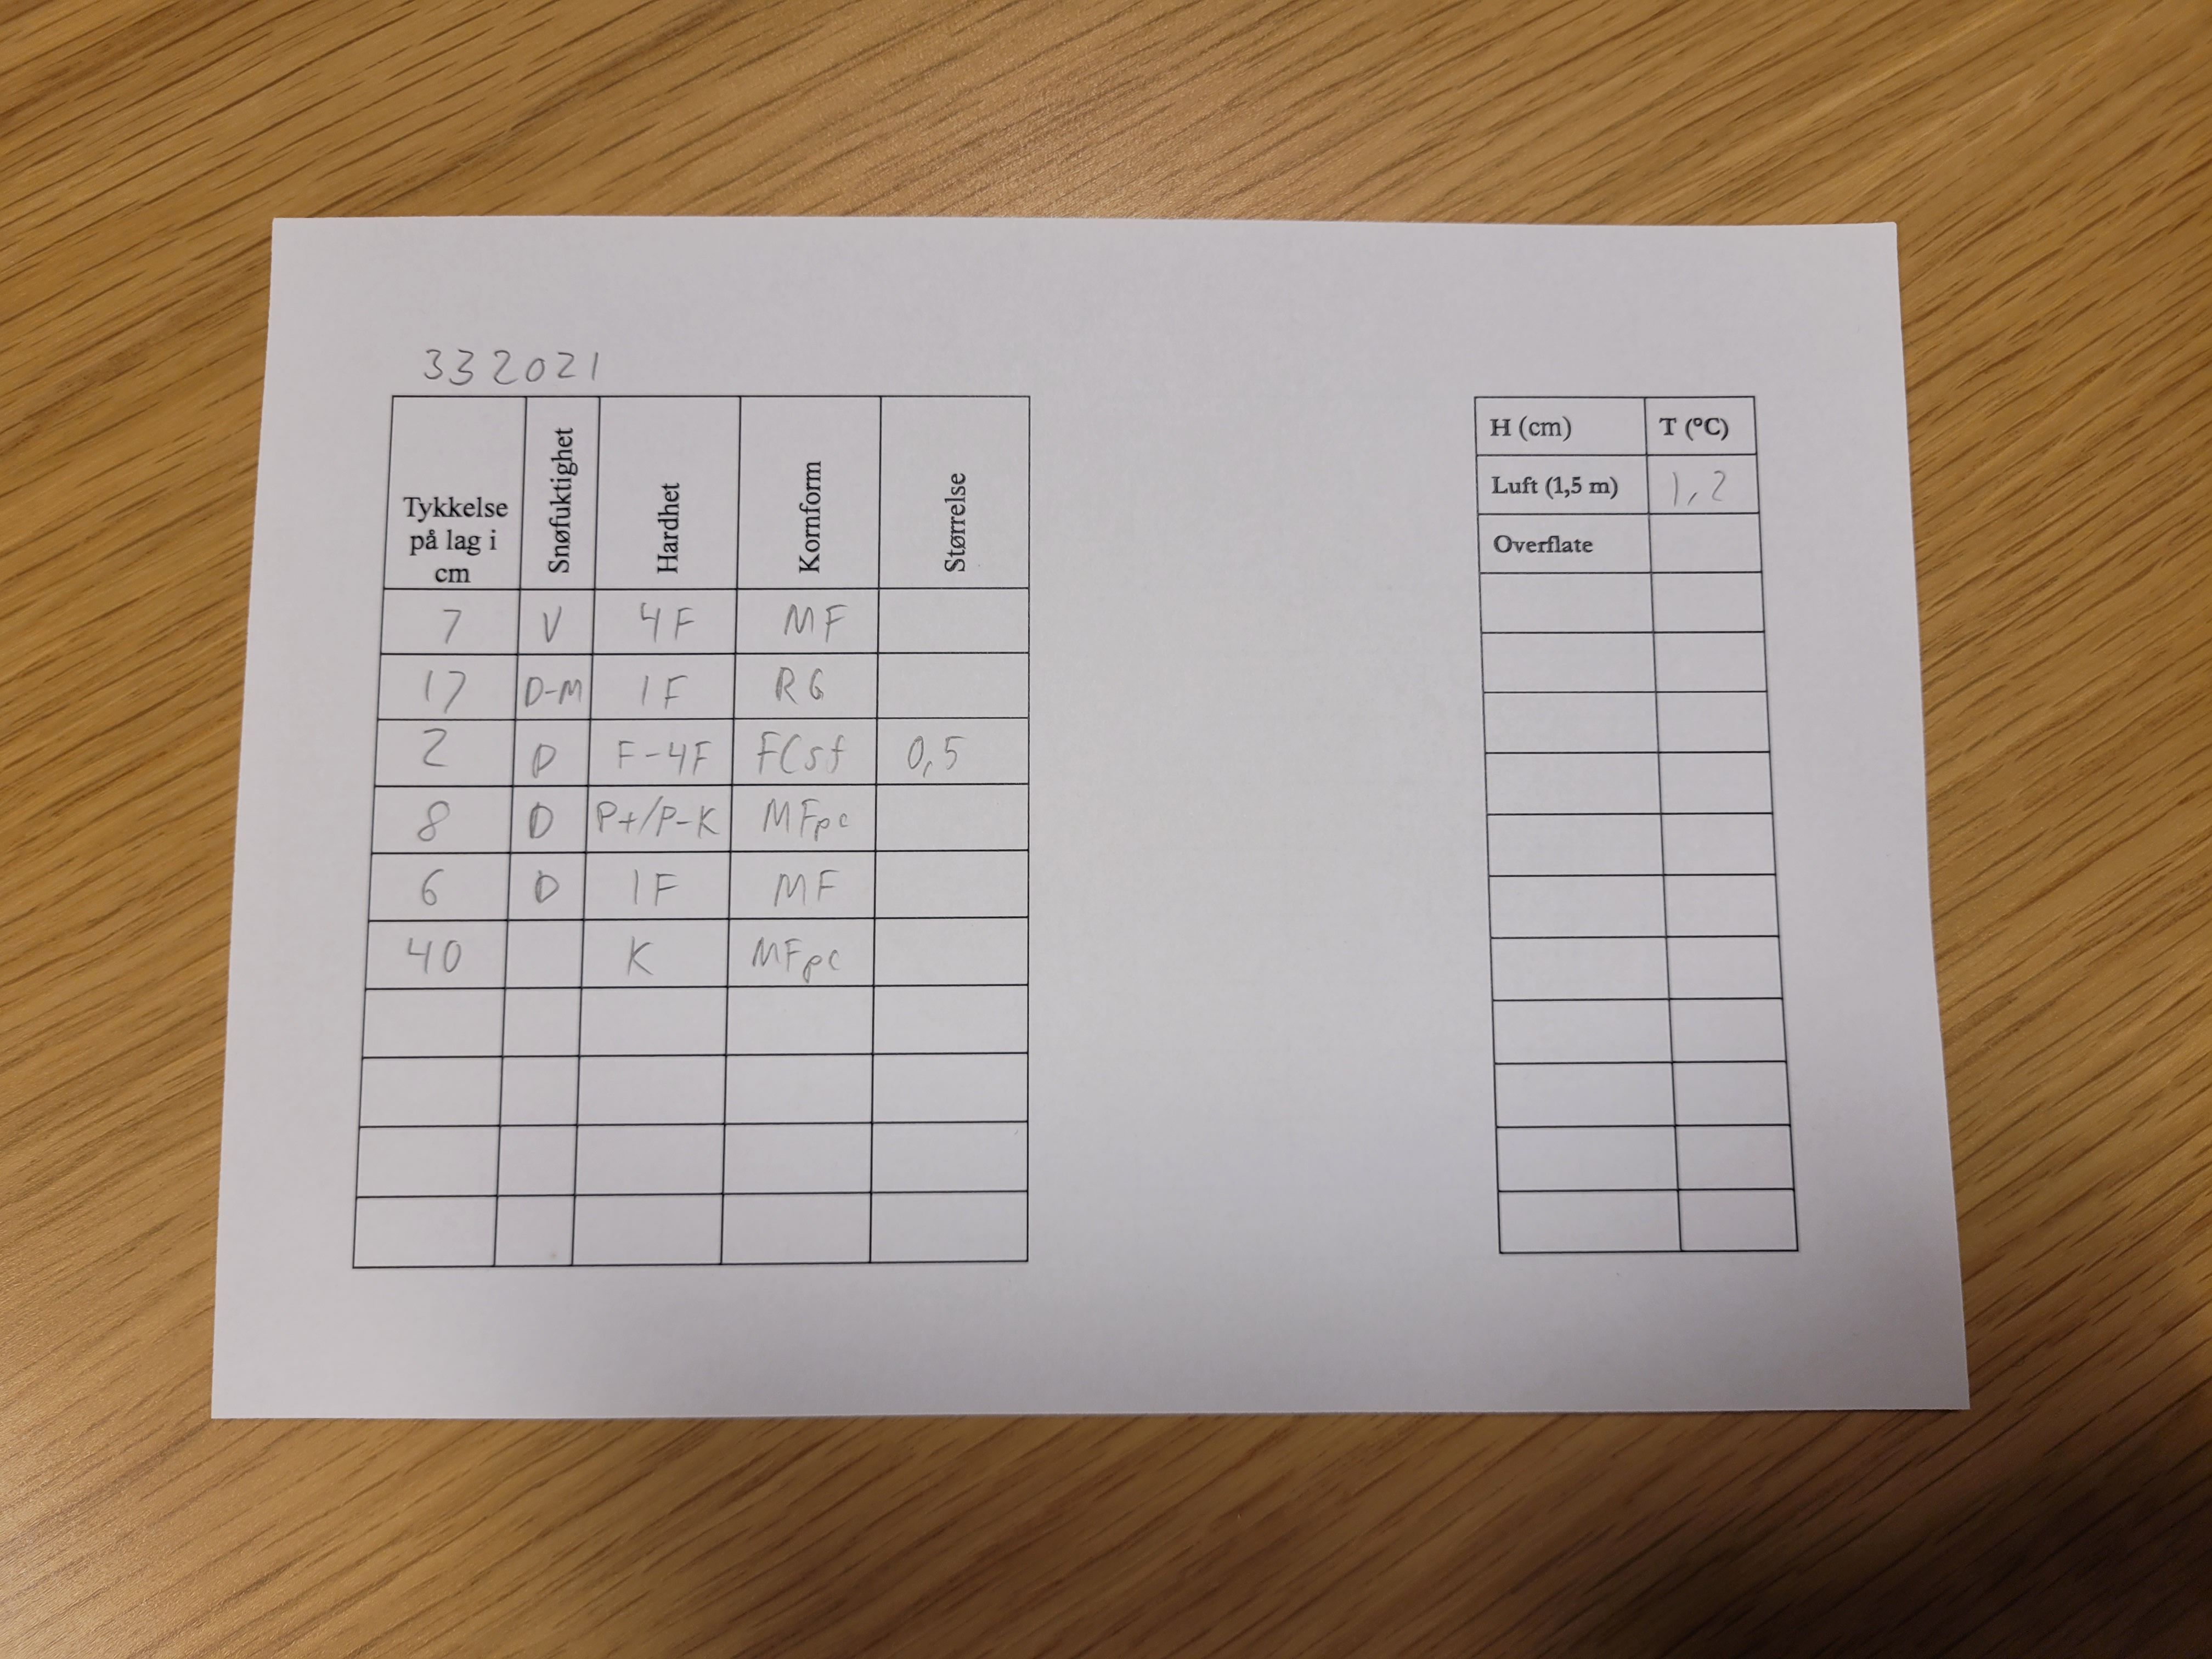 332021
Tykkelse på lag i cm Snøfuktighet Hardhet Kornform Størrelse
7 V 4F MF
17 D-M 1F RG
2 D F-4F FCsf 0,5
8 D P+/P-K MFpc
6 D 1F MF
40 K MFpc
H (cm) T (°C)
Luft (1,5 m) 1,2
Overflate